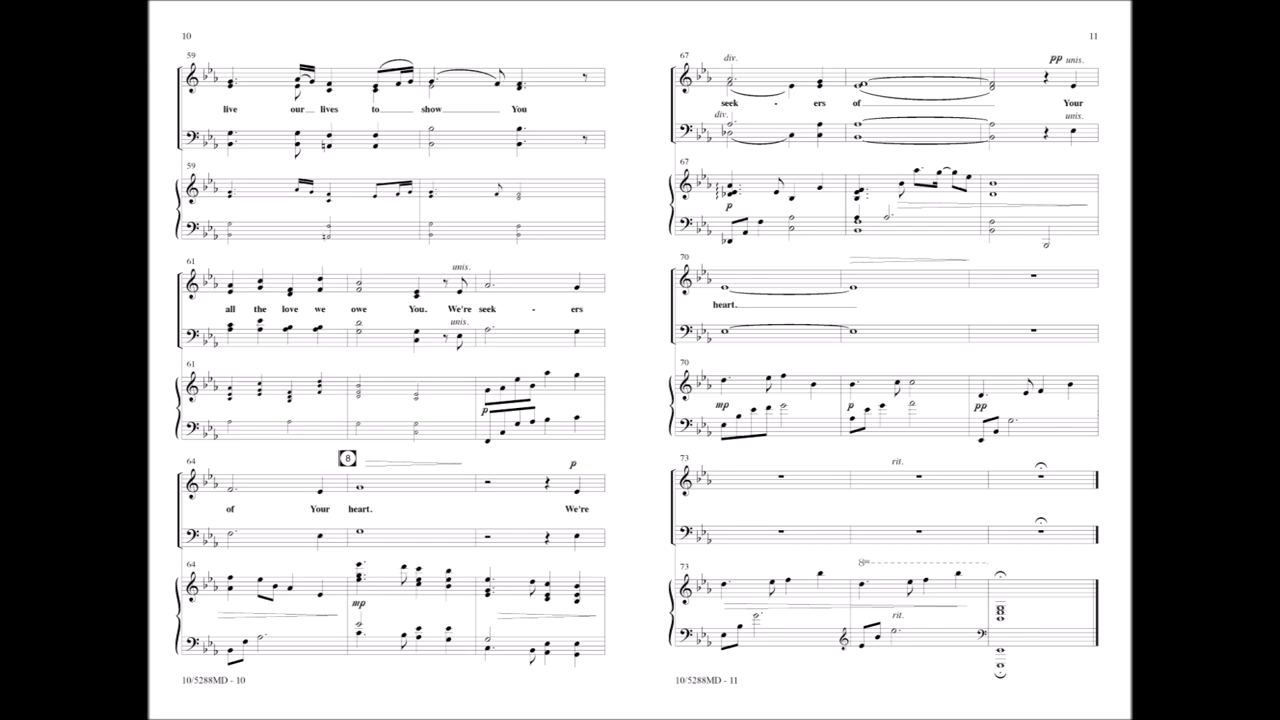 10
59
live our lives to show You
59
61
unis.
all the love we owe You. We're seek - ers
unis.
61
p
64
8
p
of Your heart. We're
64
mp
10/5288MD - 10
11
67
div.
pp unis.
seek - ers of Your
div.
unis.
67
p
70
heart.
70
mp
p
pp
73
rit.
73
8va
rit.
10/5288MD - 11